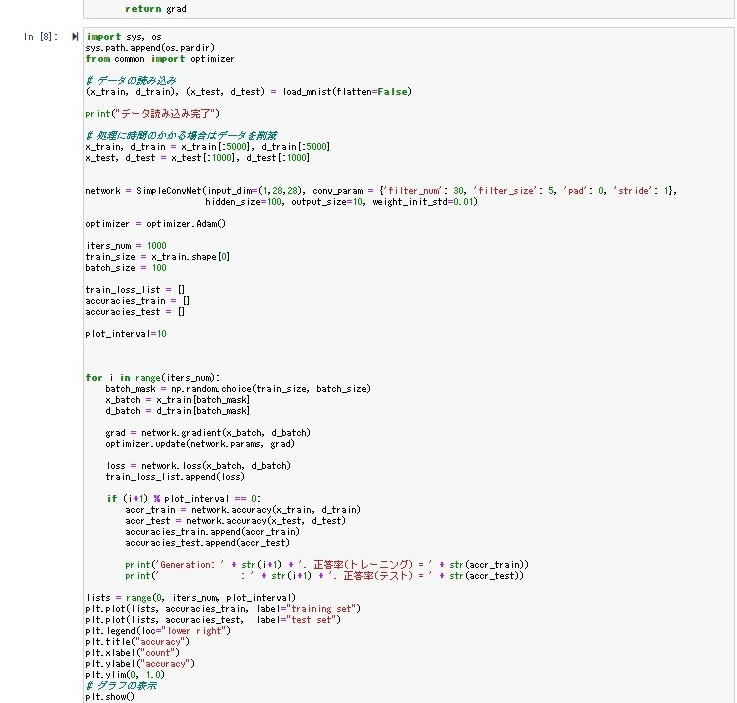 return grad
In [8]:
import sys, os
sys.path.append(os.pardir)
from common import optimizer
# データの読み込み
(x_train, d_train), (x_test, d_test) = load_mnist(flatten=False)
print("データ読み込み完了")
# 処理に時間のかかる場合はデータを削減
x_train, d_train = x_train[:5000], d_train[:5000]
x_test, d_test = x_test[:1000], d_test[:1000]
network = SimpleConvNet(input_dim=(1,28,28), conv_param = {'filter_num': 30, 'filter_size': 5, 'pad': 0, 'stride': 1},
hidden_size=100, output_size=10, weight_init_std=0.01)
optimizer = optimizer.Adam()
iters_num = 1000
train_size = x_train.shape[0]
batch_size = 100
train_loss_list = []
accuracies_train = []
accuracies_test = []
plot_interval=10
for i in range(iters_num):
batch_mask = np.random.choice(train_size, batch_size)
x_batch = x_train[batch_mask]
d_batch = d_train[batch_mask]
grad = network.gradient(x_batch, d_batch)
optimizer.update(network.params, grad)
loss = network.loss(x_batch, d_batch)
train_loss_list.append(loss)
if (i+1) % plot_interval == 0:
accr_train = network.accuracy(x_train, d_train)
accr_test = network.accuracy(x_test, d_test)
accuracies_train.append(accr_train)
accuracies_test.append(accr_test)
print('Generation: ' + str(i+1) + '. 正答率(トレーニング) = ' + str(accr_train))
print('                : ' + str(i+1) + '. 正答率(テスト) = ' + str(accr_test))
lists = range(0, iters_num, plot_interval)
plt.plot(lists, accuracies_train, label="training set")
plt.plot(lists, accuracies_test,  label="test set")
plt.legend(loc="lower right")
plt.title("accuracy")
plt.xlabel("count")
plt.ylabel("accuracy")
plt.ylim(0, 1.0)
# グラフの表示
plt.show()